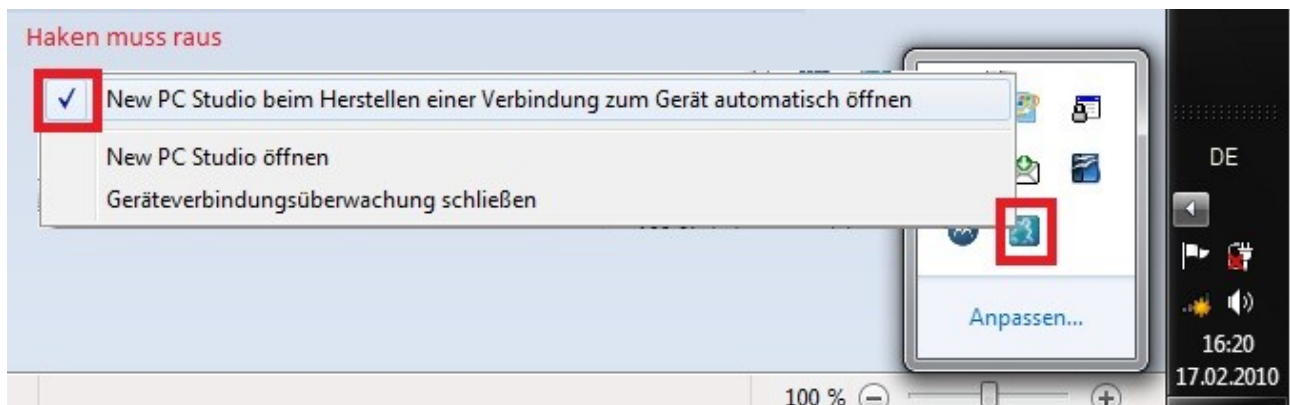 Haken muss raus
New PC Studio beim Herstellen einer Verbindung zum Gerät automatisch öffnen
New PC Studio öffnen
Geräteverbindungsüberwachung schließen
Anpassen...
DE
16:20
17.02.2010
100 %